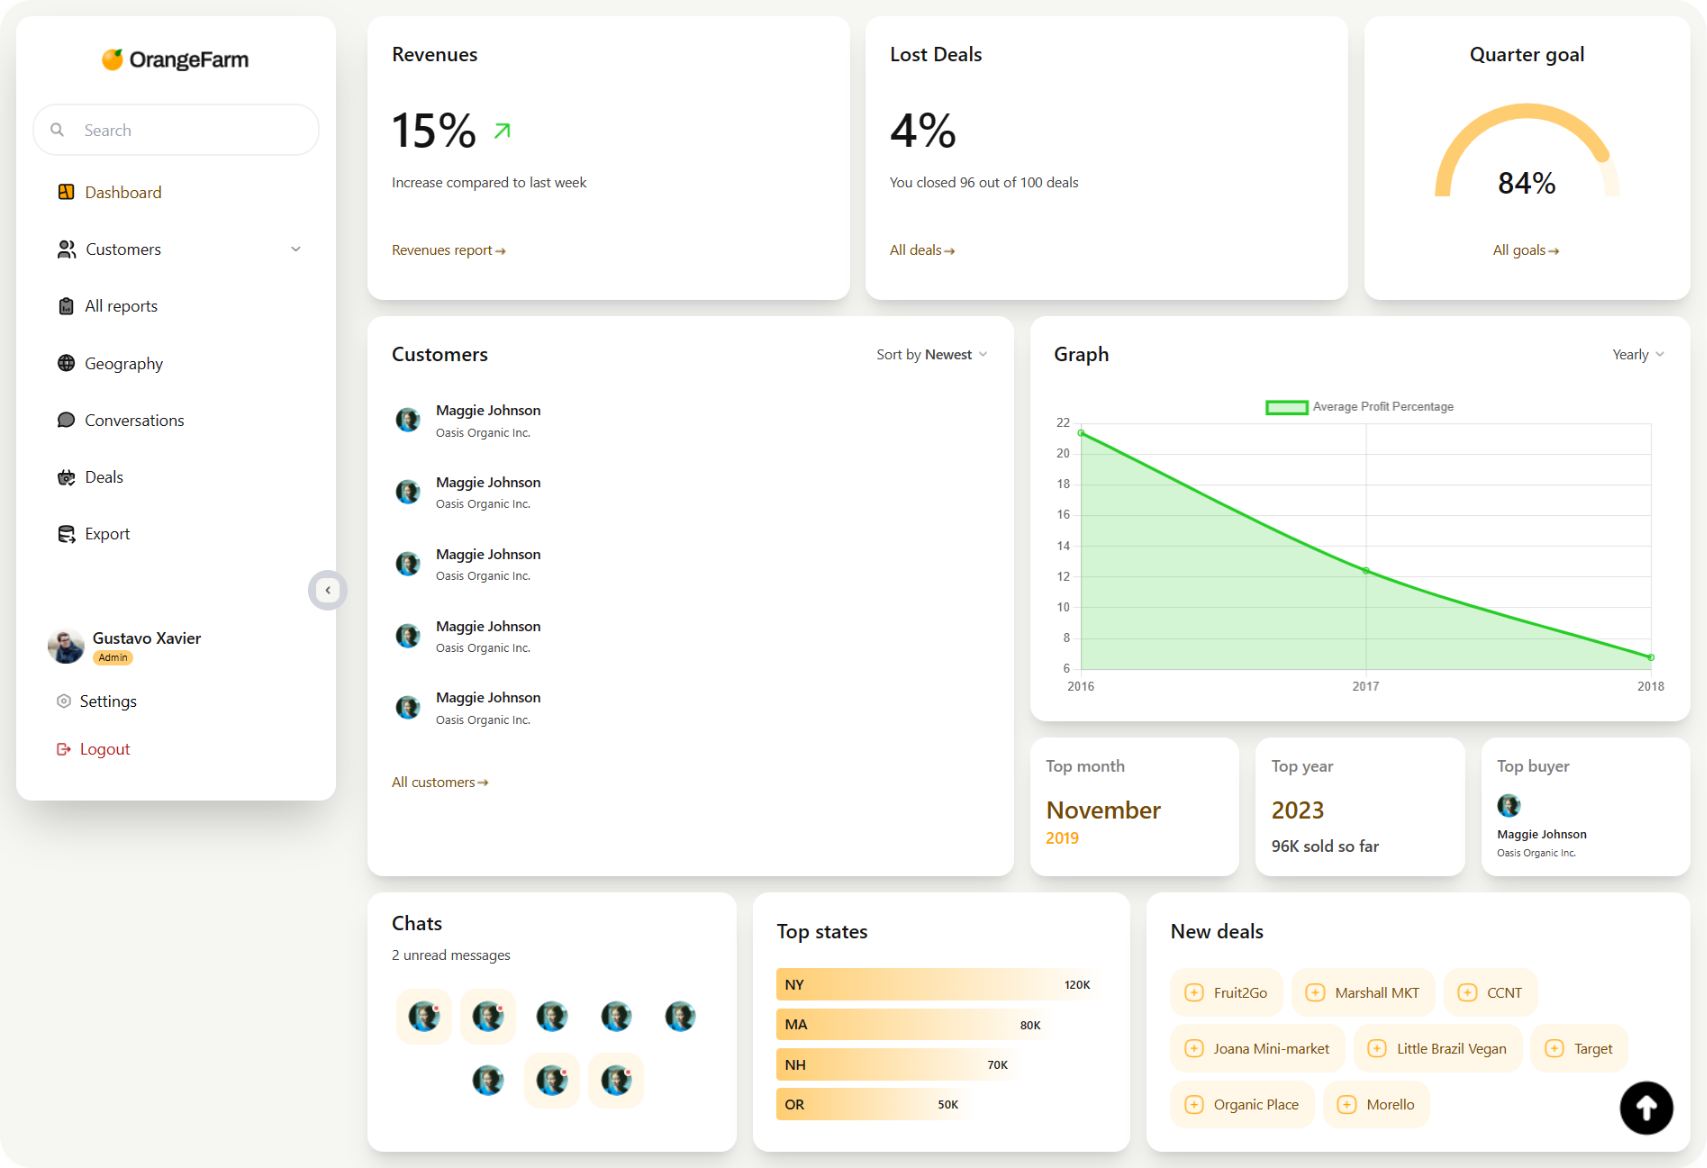 OrangeFarm
Search
Dashboard
Customers
All reports
Geography
Conversations
Deals
Export
Gustavo Xavier
Admin
Settings
Logout
Revenues
15%
Increase compared to last week
Revenues report→
Lost Deals
4%
You closed 96 out of 100 deals
All deals→
Quarter goal
84%
All goals→
Customers
Sort by Newest
Maggie Johnson
Oasis Organic Inc.
Maggie Johnson
Oasis Organic Inc.
Maggie Johnson
Oasis Organic Inc.
Maggie Johnson
Oasis Organic Inc.
Maggie Johnson
Oasis Organic Inc.
All customers→
Graph
Yearly
Average Profit Percentage
22
20
18
16
14
12
10
8
6
2016 2017 2018
Top month
November
2019
Top year
2023
96K sold so far
Top buyer
Maggie Johnson
Oasis Organic Inc.
Chats
2 unread messages
Top states
NY 120K
MA 80K
NH 70K
OR 50K
New deals
Fruit2Go Marshall MKT CCNT
Joana Mini-market Little Brazil Vegan Target
Organic Place Morello